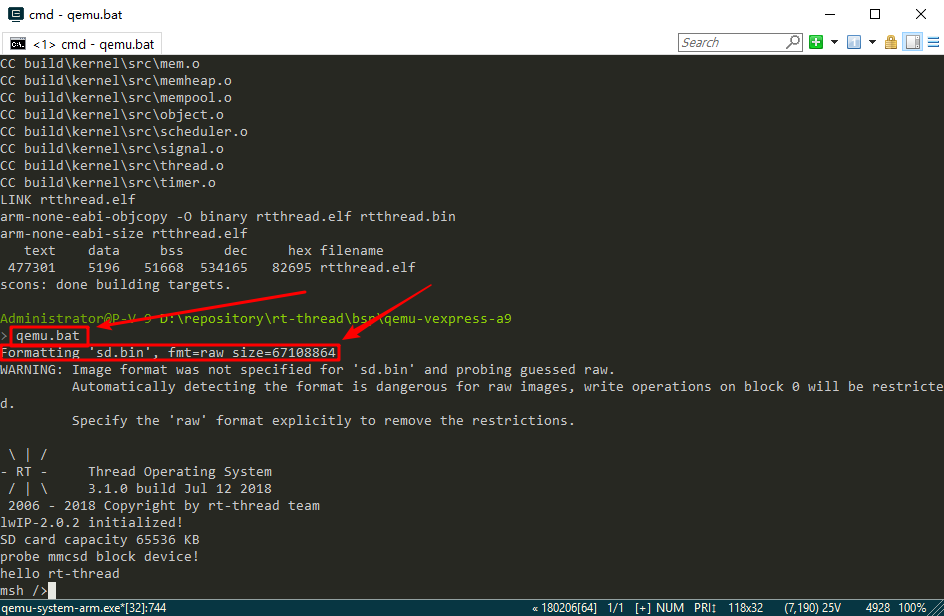 cmd - qemu.bat
<1> cmd - qemu.bat
Search
CC build\kernel\src\mem.o
CC build\kernel\src\memheap.o
CC build\kernel\src\mempool.o
CC build\kernel\src\object.o
CC build\kernel\src\scheduler.o
CC build\kernel\src\signal.o
CC build\kernel\src\thread.o
CC build\kernel\src\timer.o
LINK rtthread.elf
arm-none-eabi-objcopy -O binary rtthread.elf rtthread.bin
arm-none-eabi-size rtthread.elf
   text    data     bss     dec     hex filename
 477301    5196   51668  534165   82695 rtthread.elf
scons: done building targets.
Administrator@P-V-9 D:\repository\rt-thread\bsp\qemu-vexpress-a9
> qemu.bat
Formatting 'sd.bin', fmt=raw size=67108864
WARNING: Image format was not specified for 'sd.bin' and probing guessed raw.
         Automatically detecting the format is dangerous for raw images, write operations on block 0 will be restricte
d.
         Specify the 'raw' format explicitly to remove the restrictions.
 \ | /
- RT -     Thread Operating System
 / | \     3.1.0 build Jul 12 2018
 2006 - 2018 Copyright by rt-thread team
lwIP-2.0.2 initialized!
SD card capacity 65536 KB
probe mmcsd block device!
hello rt-thread
msh />
qemu-system-arm.exe*[32]:744 « 180206[64] 1/1 [+] NUM PRI↕ 118x32 (7,190) 25V 4928 100%